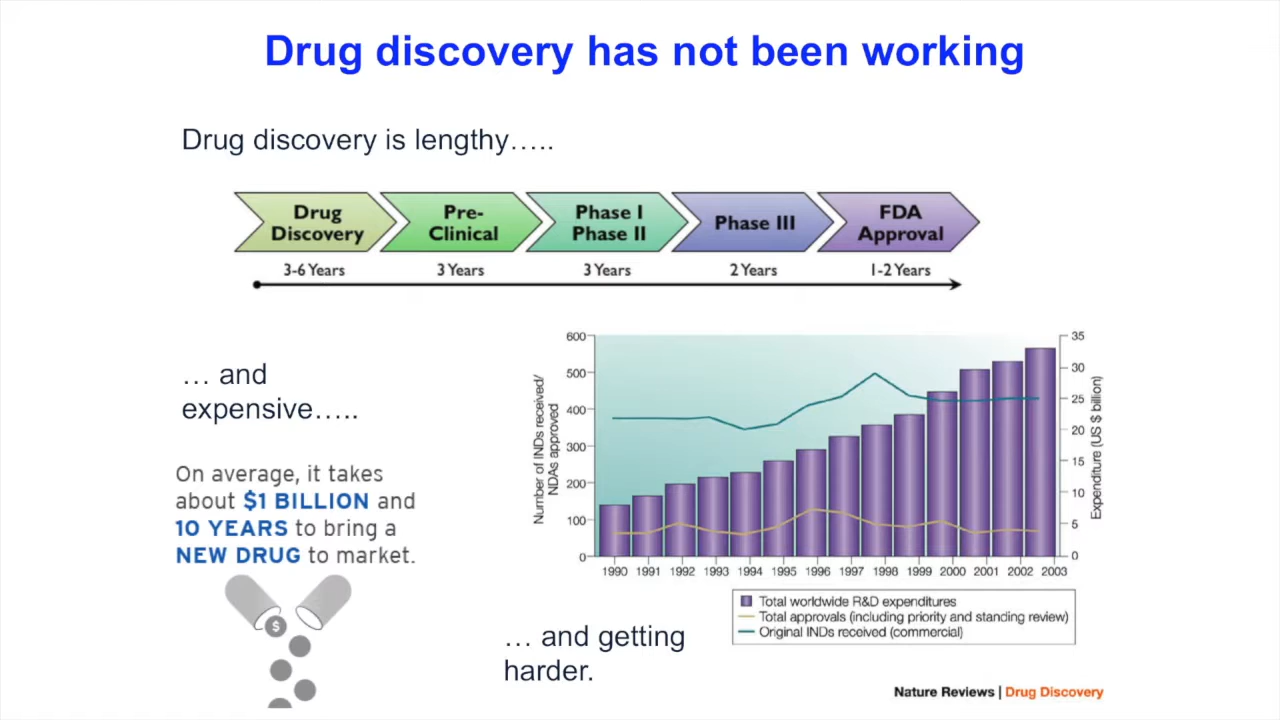 Drug discovery has not been working
Drug discovery is lengthy…..
Drug
Discovery
Pre-
Clinical
Phase I
Phase II
Phase III
FDA
Approval
3-6 Years
3 Years
3 Years
2 Years
1-2 Years
… and
expensive…..
On average, it takes
about $1 BILLION and
10 YEARS to bring a
NEW DRUG to market.
$
Number of INDs received/
NDAs approved
600
500
400
300
200
100
0
35
30
25
20
15
10
5
0
Expenditure (US $ billion)
1990 1991 1992 1993 1994 1995 1996 1997 1998 1999 2000 2001 2002 2003
Total worldwide R&D expenditures
Total approvals (including priority and standing review)
Original INDs received (commercial)
… and getting
harder.
Nature Reviews | Drug Discovery